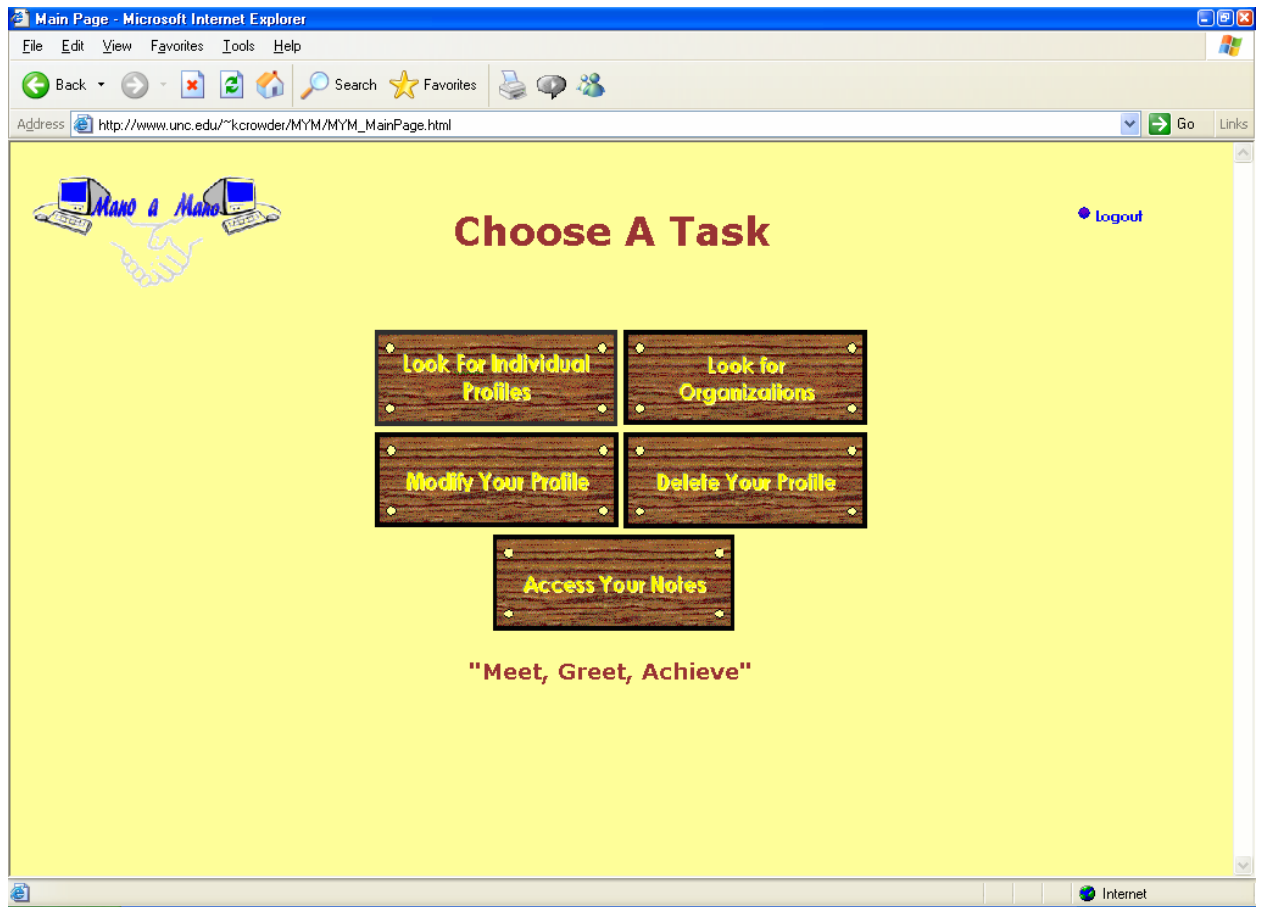 Main Page - Microsoft Internet Explorer
File Edit View Favorites Tools Help
Back Search Favorites
Address http://www.unc.edu/~kcrowder/MYM/MYM_MainPage.html Go Links
Mano a Mano
Choose A Task
Logout
Look For Individual
Profiles
Look for
Organizations
Modify Your Profile
Delete Your Profile
Access Your Notes
"Meet, Greet, Achieve"
Internet